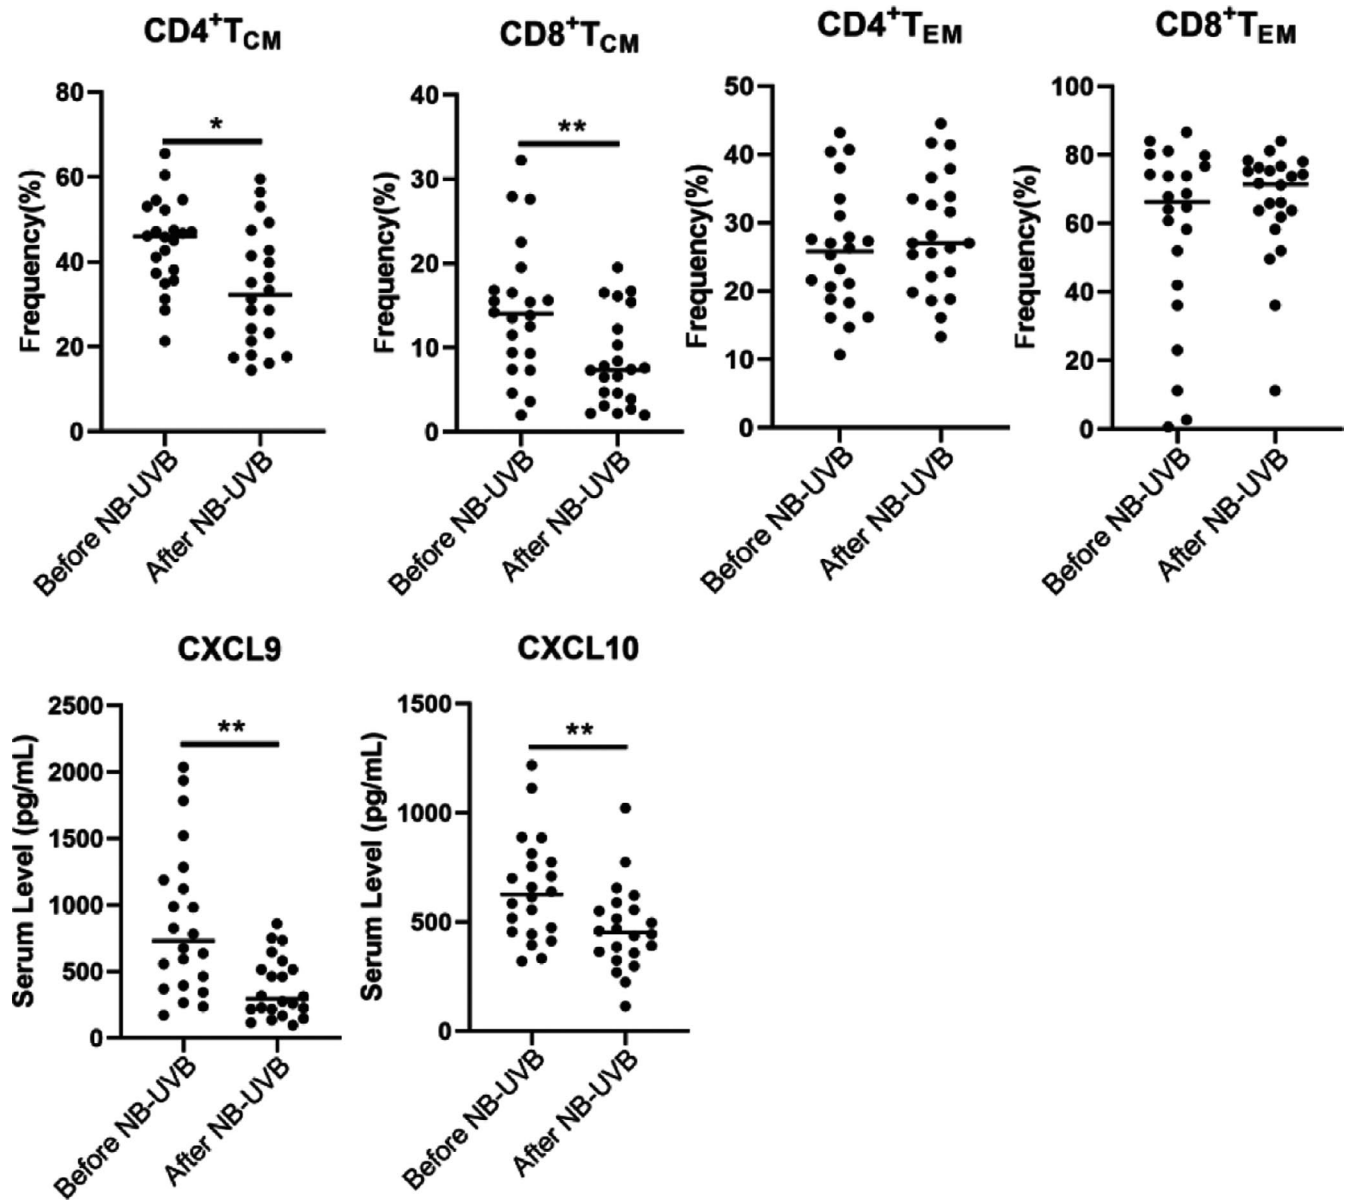 CD4⁺T_CM
80
60
40
20
0
Frequency(%)
*
Before NB-UVB
After NB-UVB
CD8⁺T_CM
40
30
20
10
0
Frequency(%)
**
Before NB-UVB
After NB-UVB
CD4⁺T_EM
50
40
30
20
10
0
Frequency(%)
Before NB-UVB
After NB-UVB
CD8⁺T_EM
100
80
60
40
20
0
Frequency(%)
Before NB-UVB
After NB-UVB
CXCL9
2500
2000
1500
1000
500
0
Serum Level (pg/mL)
**
Before NB-UVB
After NB-UVB
CXCL10
1500
1000
500
0
Serum Level (pg/mL)
**
Before NB-UVB
After NB-UVB